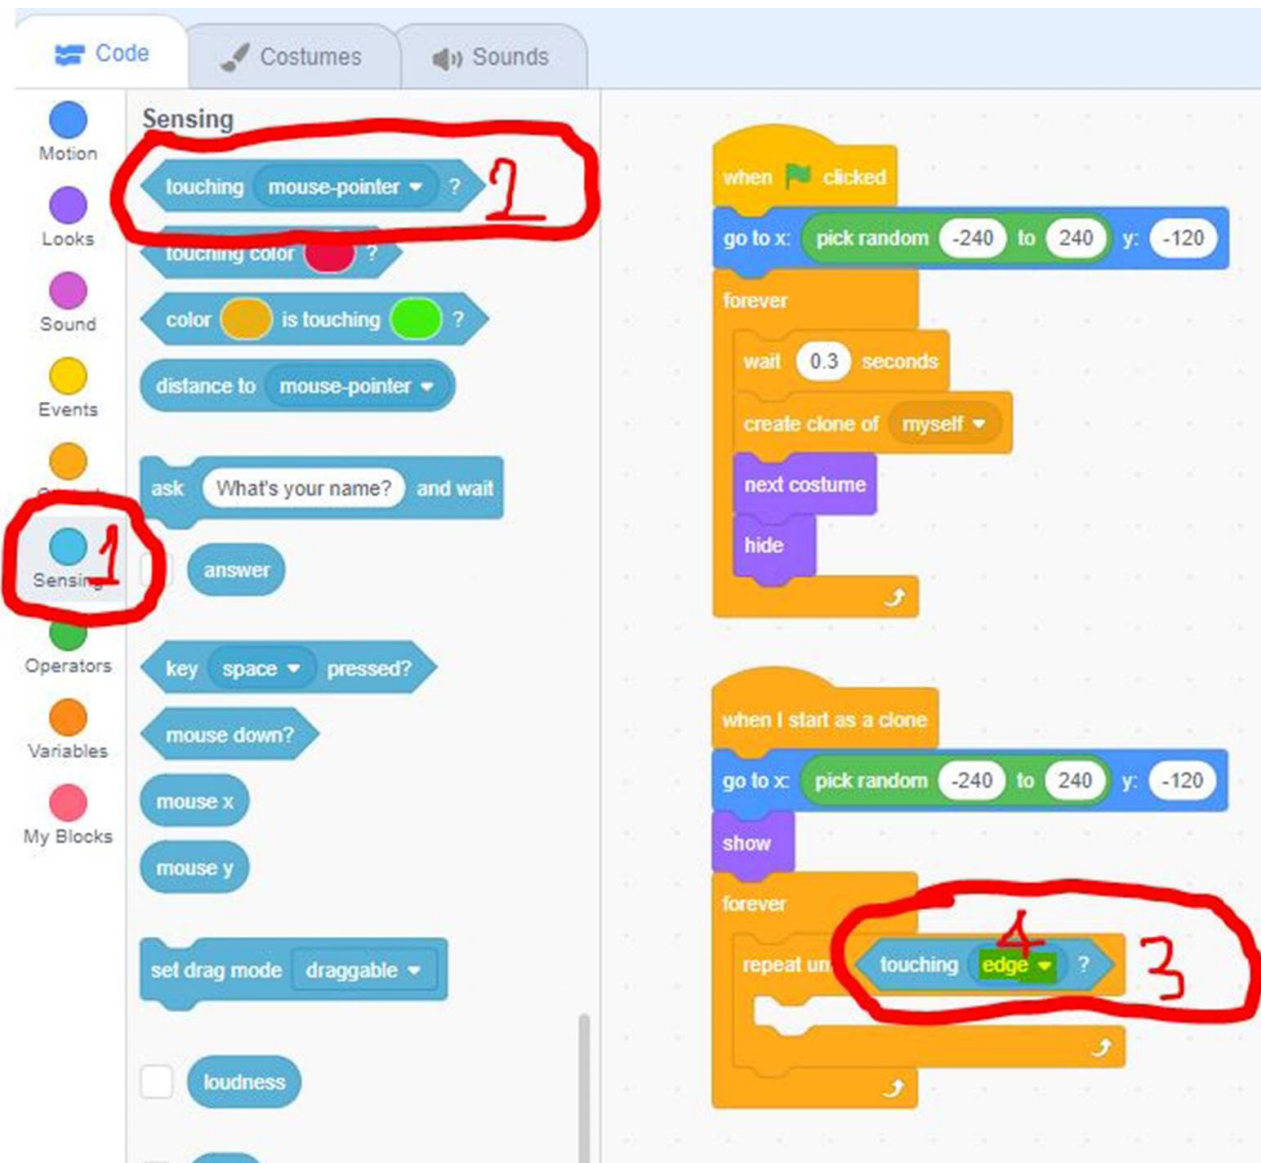 Code
Costumes
Sounds
Motion
Looks
Sound
Events
Sensing
Operators
Variables
My Blocks
Sensing
touching mouse-pointer ? 2
touching color ?
color is touching ?
distance to mouse-pointer
ask What's your name? and wait
1
answer
key space pressed?
mouse down?
mouse x
mouse y
set drag mode draggable
loudness
when clicked
go to x: pick random -240 to 240 y: -120
forever
wait 0.3 seconds
create clone of myself
next costume
hide
when I start as a clone
go to x: pick random -240 to 240 y: -120
show
forever
4
repeat un touching edge ? 3